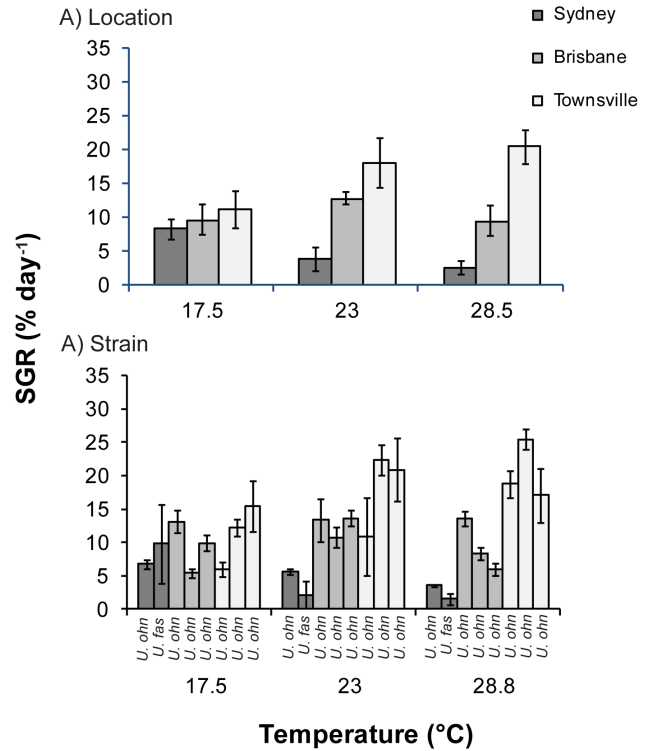 A) Location
Sydney
Brisbane
Townsville
35
30
25
20
15
10
5
0
17.5 23 28.5
SGR (% day-1)
A) Strain
35
30
25
20
15
10
5
0
U. ohn U. fas U. ohn U. ohn U. ohn U. ohn U. ohn U. ohn U. ohn U. fas U. ohn U. ohn U. ohn U. ohn U. ohn U. ohn U. ohn U. fas U. ohn U. ohn U. ohn U. ohn U. ohn U. ohn
17.5 23 28.8
Temperature (°C)